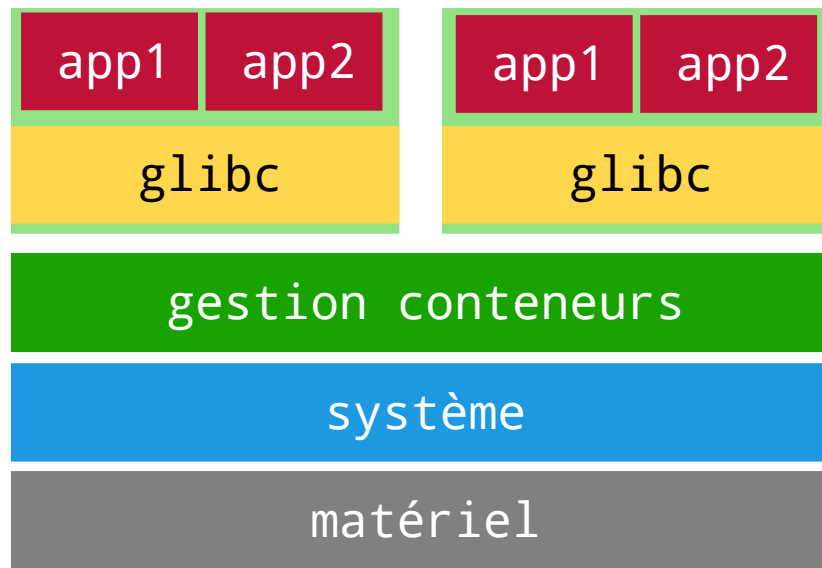 app1 app2 app1 app2
glibc glibc
gestion conteneurs
système
matériel